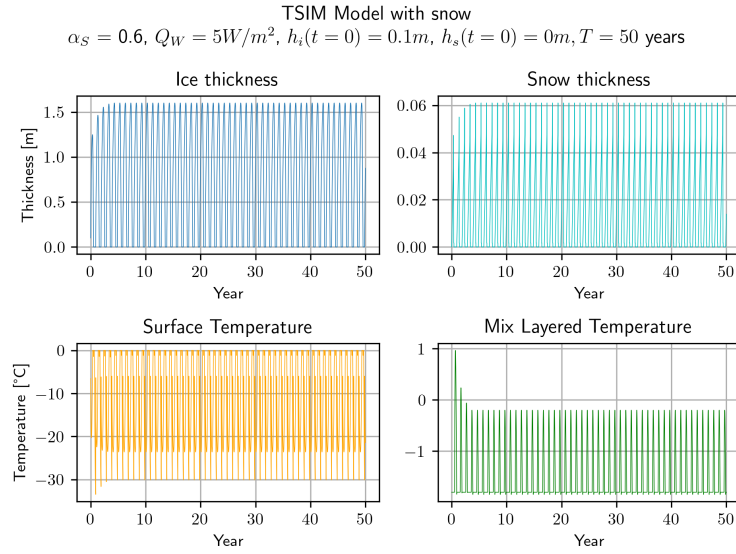 TSIM Model with snow
α_S = 0.6, Q_W = 5W/m², h_i(t = 0) = 0.1m, h_s(t = 0) = 0m, T = 50 years
Ice thickness
Snow thickness
Thickness [m]
1.5
1.0
0.5
0.0
0 10 20 30 40 50
Year
0.06
0.04
0.02
0.00
0 10 20 30 40 50
Year
Surface Temperature
Mix Layered Temperature
Temperature [°C]
0
−10
−20
−30
0 10 20 30 40 50
Year
1
0
−1
0 10 20 30 40 50
Year